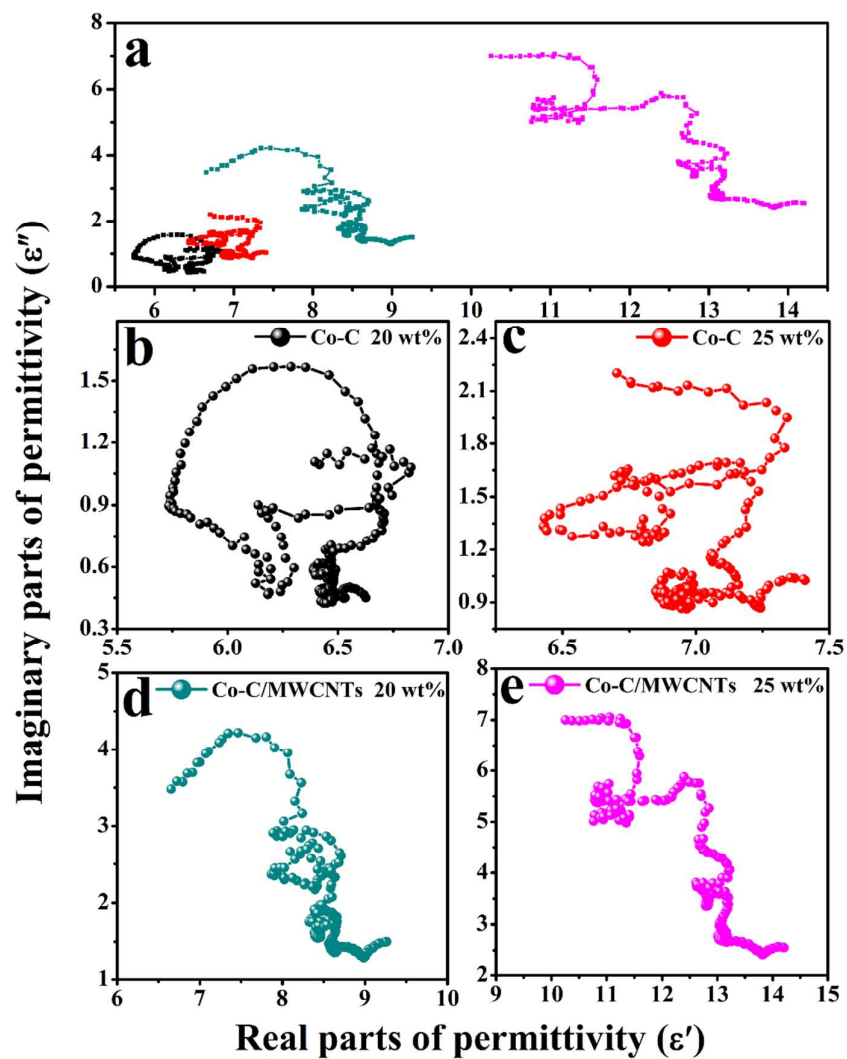 Imaginary parts of permittivity (ε″)
a
8
6
4
2
0
6 7 8 9 10 11 12 13 14
b
Co-C 20 wt%
1.5
1.2
0.9
0.6
0.3
5.5 6.0 6.5 7.0
c
Co-C 25 wt%
2.4
2.1
1.8
1.5
1.2
0.9
6.5 7.0 7.5
d
Co-C/MWCNTs 20 wt%
5
4
3
2
1
6 7 8 9 10
e
Co-C/MWCNTs 25 wt%
8
7
6
5
4
3
2
9 10 11 12 13 14 15
Real parts of permittivity (ε′)